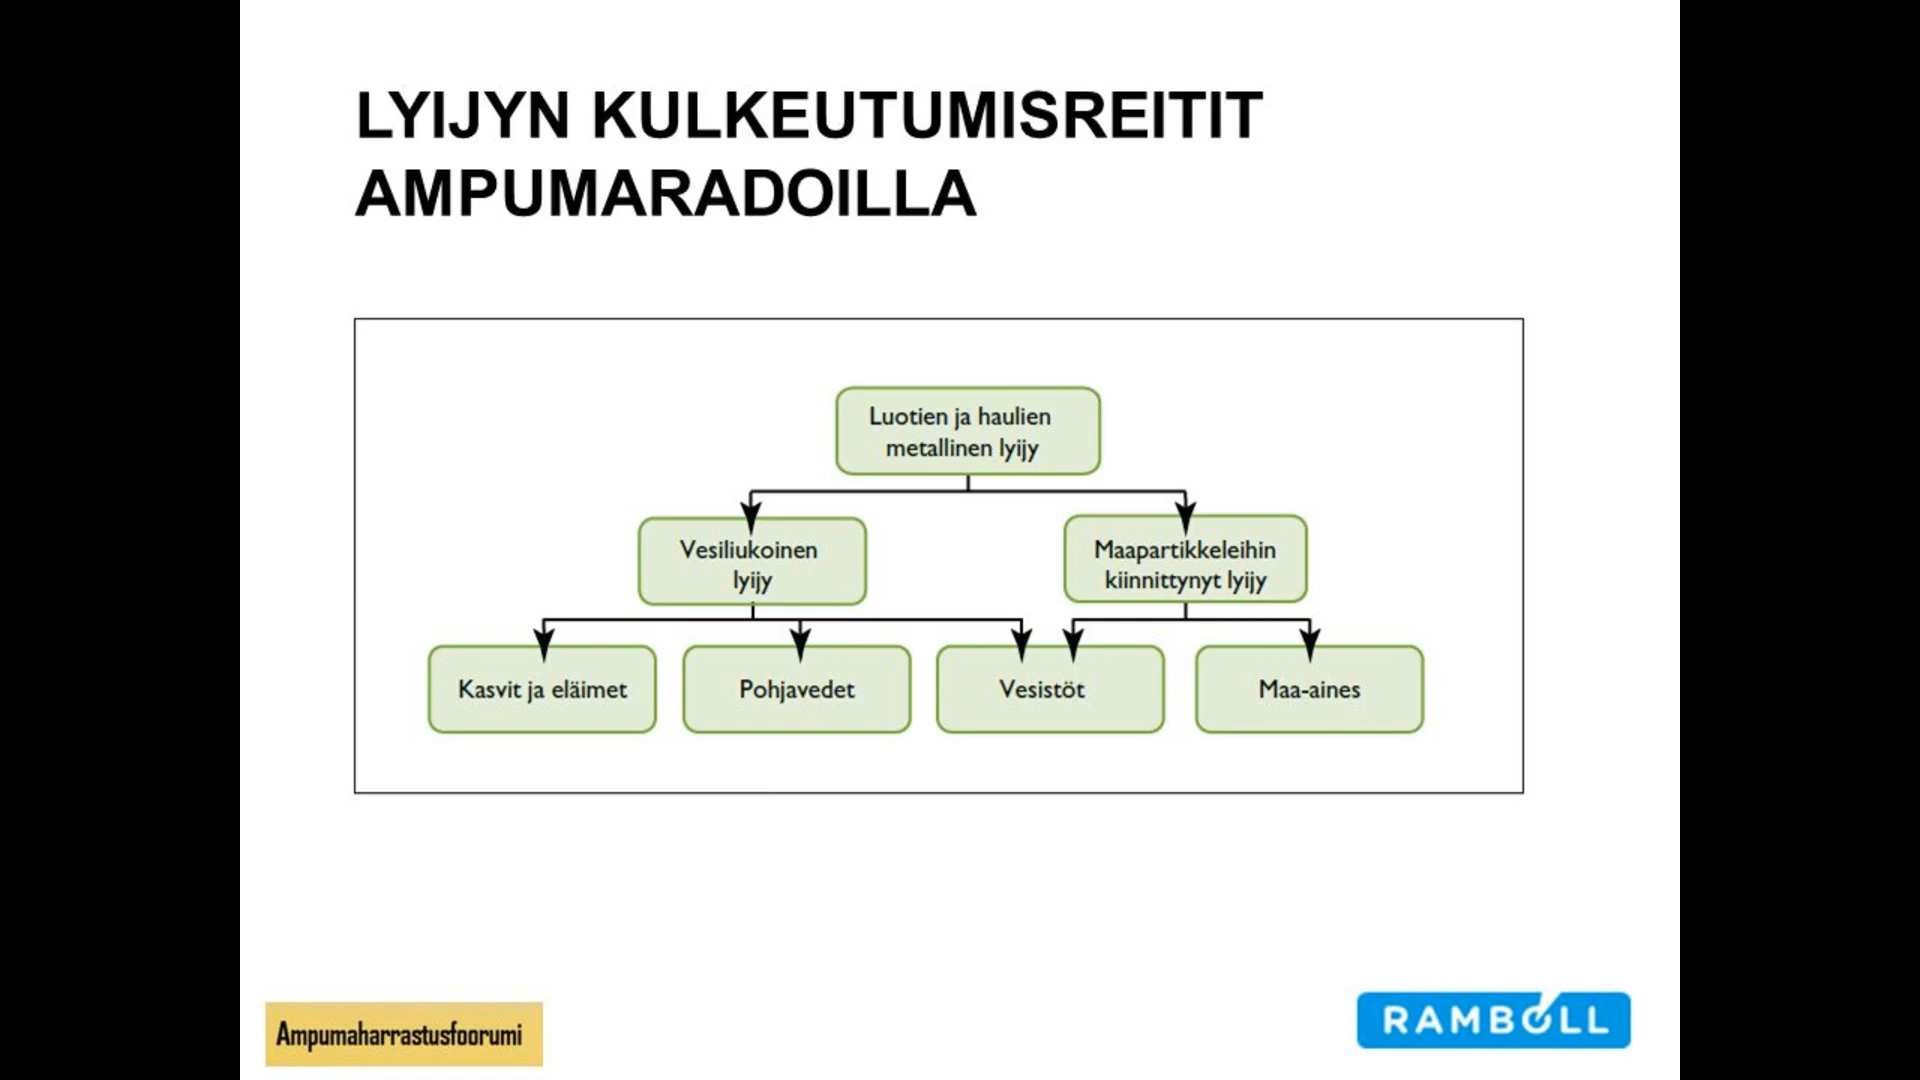 LYIJYN KULKEUTUMISREITIT
AMPUMARADOILLA
Luotien ja haulien
metallinen lyijy
Vesiliukoinen
lyijy
Maapartikkeleihin
kiinnittynyt lyijy
Kasvit ja eläimet
Pohjavedet
Vesistöt
Maa-aines
Ampumaharrastusfoorumi
RAMBOLL